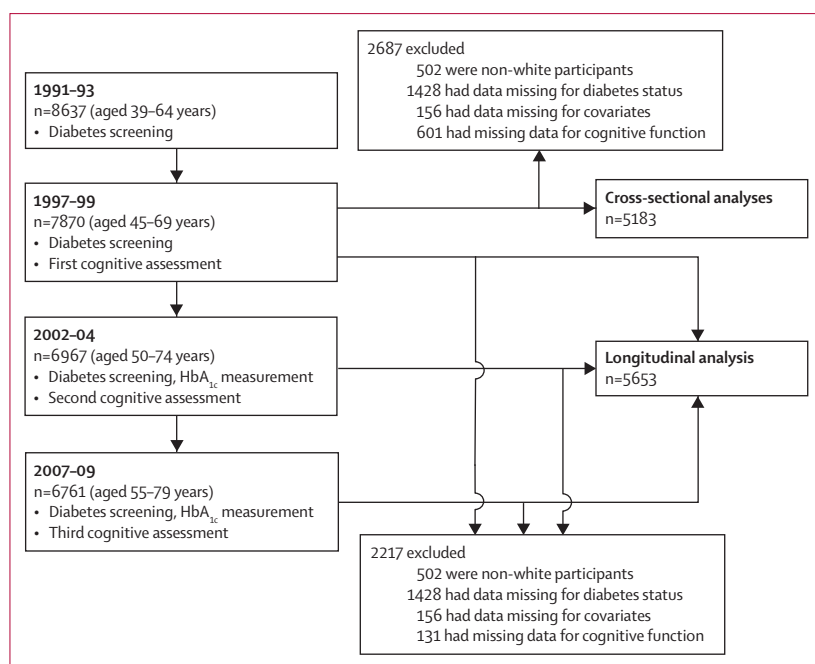 1991–93
n=8637 (aged 39–64 years)
• Diabetes screening
1997–99
n=7870 (aged 45–69 years)
• Diabetes screening
• First cognitive assessment
2002–04
n=6967 (aged 50–74 years)
• Diabetes screening, HbA1c measurement
• Second cognitive assessment
2007–09
n=6761 (aged 55–79 years)
• Diabetes screening, HbA1c measurement
• Third cognitive assessment
2687 excluded
502 were non-white participants
1428 had data missing for diabetes status
156 had data missing for covariates
601 had missing data for cognitive function
Cross-sectional analyses
n=5183
Longitudinal analysis
n=5653
2217 excluded
502 were non-white participants
1428 had data missing for diabetes status
156 had data missing for covariates
131 had missing data for cognitive function